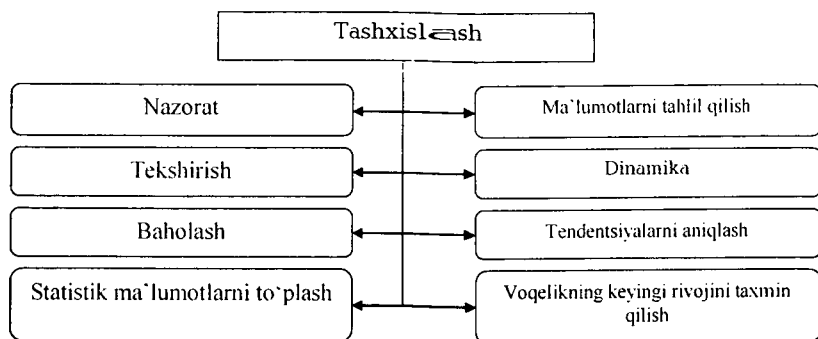 Tashxislash
Nazorat
Ma`lumotlarni tahlil qilish
Tekshirish
Dinamika
Baholash
Tendentsiyalarni aniqlash
Statistik ma`lumotlarni to`plash
Voqelikning keyingi rivojini taxmin
qilish